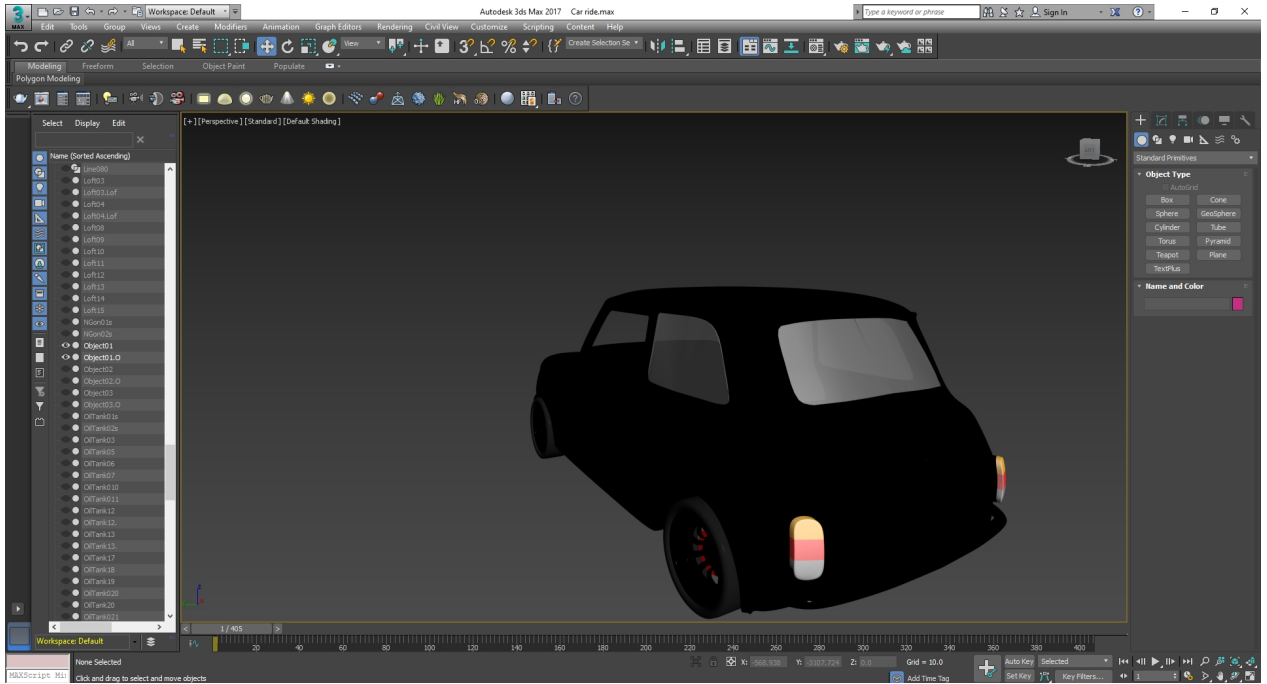 3
MAX
Workspace: Default
Autodesk 3ds Max 2017 Car ride.max
Type a keyword or phrase
Sign In
Edit Tools Group Views Create Modifiers Animation Graph Editors Rendering Civil View Customize Scripting Content Help
All
View
Create Selection Se
Modeling Freeform Selection Object Paint Populate
Polygon Modeling
Select Display Edit
[+] [Perspective] [Standard] [Default Shading]
Name (Sorted Ascending)
Line080
Loft03
Loft03.Lof
Loft04
Loft04.Lof
Loft08
Loft09
Loft10
Loft11
Loft12
Loft13
Loft14
Loft15
NGon01s
NGon02s
Object01
Object01.O
Object02
Object02.O
Object03
Object03.O
OilTank01s
OilTank02s
OilTank03
OilTank05
OilTank06
OilTank07
OilTank010
OilTank011
OilTank12
OilTank12.
OilTank13
OilTank13.
OilTank17
OilTank18
OilTank19
OilTank020
OilTank20
OilTank021
Standard Primitives
Object Type
AutoGrid
Box Cone
Sphere GeoSphere
Cylinder Tube
Torus Pyramid
Teapot Plane
TextPlus
Name and Color
1 / 405
Workspace: Default
20 40 60 80 100 120 140 160 180 200 220 240 260 280 300 320 340 360 380 400
None Selected
X: -568.938 Y: -3107.724 Z: 0.0 Grid = 10.0
Auto Key Selected
MAXScript Mi
Click and drag to select and move objects
Add Time Tag
Set Key Key Filters...
1